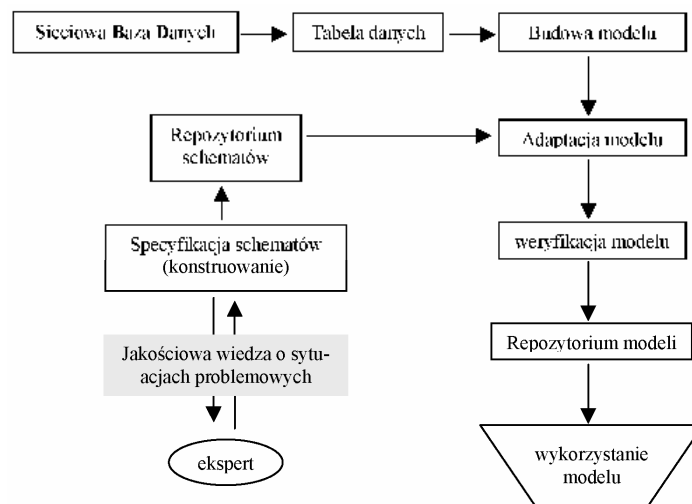 Sieciowa Baza Danych
Tabela danych
Budowa modelu
Repozytorium
schematów
Adaptacja modelu
Specyfikacja schematów
(konstruowanie)
weryfikacja modelu
Jakościowa wiedza o sytu-
acjach problemowych
Repozytorium modeli
ekspert
wykorzystanie
modelu